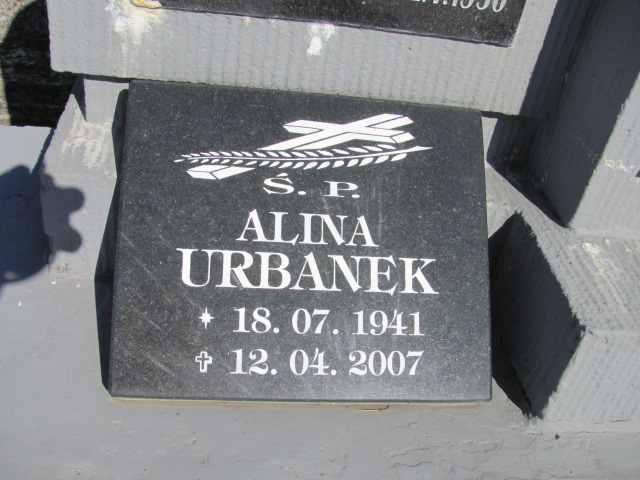 Ś. P.
ALINA
URBANEK
18. 07. 1941
12. 04. 2007